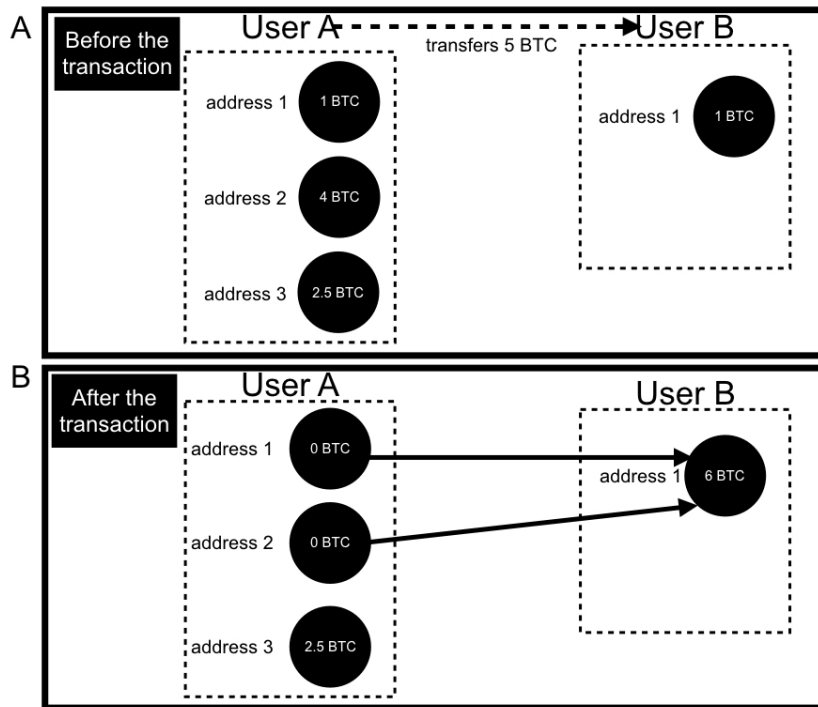 A
Before the
transaction
User A
transfers 5 BTC
User B
address 1
1 BTC
address 2
4 BTC
address 3
2.5 BTC
address 1
1 BTC
B
After the
transaction
User A
User B
address 1
0 BTC
address 2
0 BTC
address 3
2.5 BTC
address 1
6 BTC